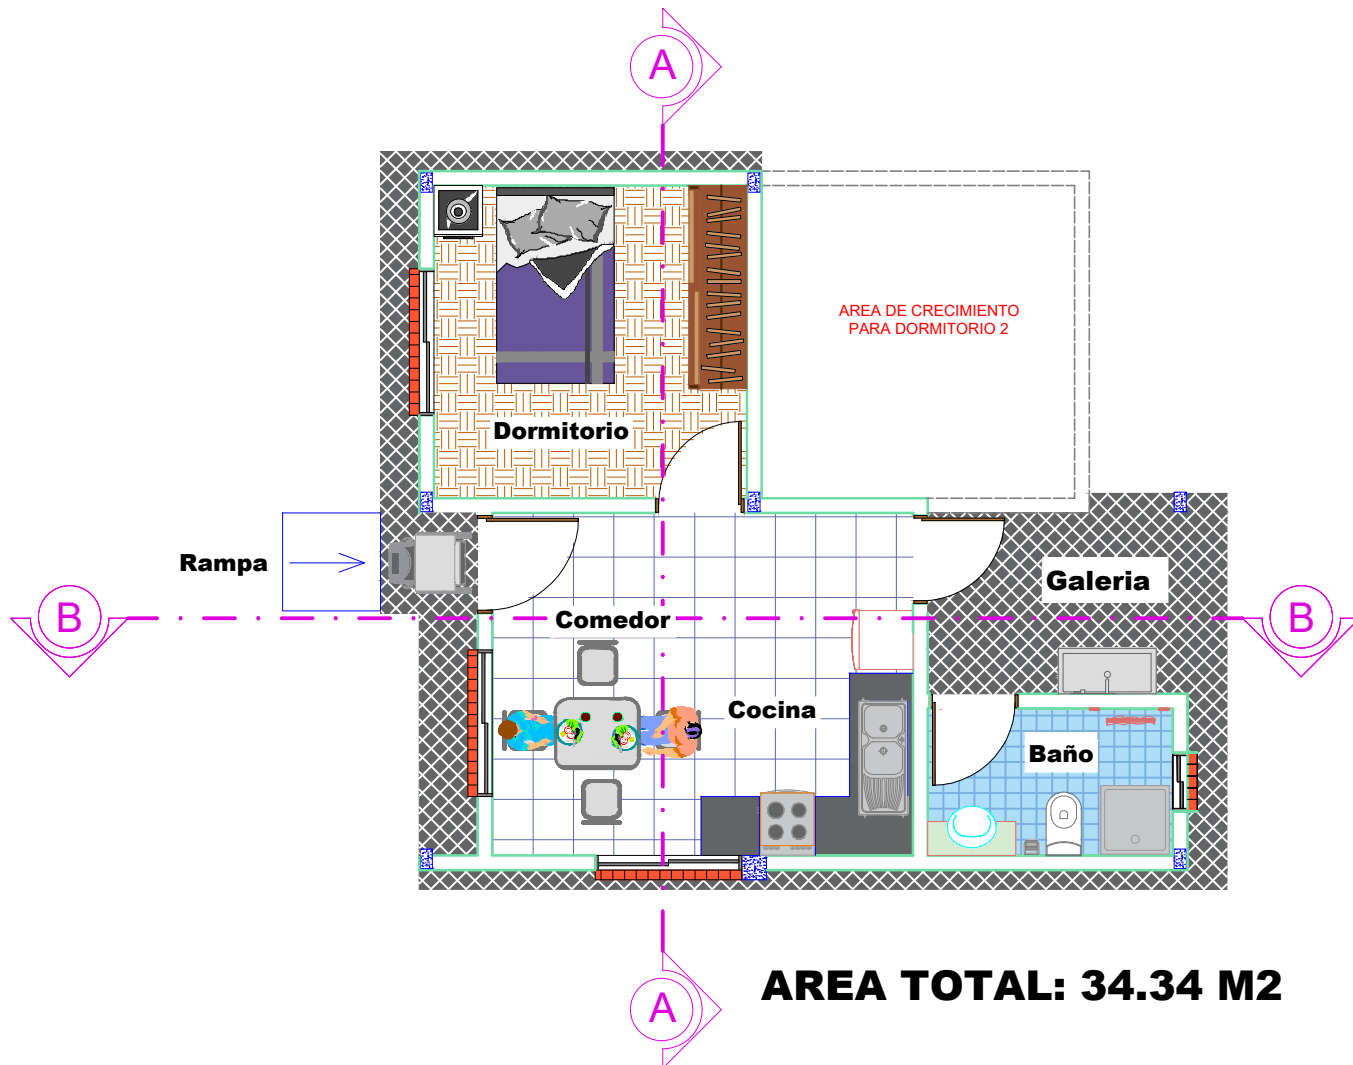 A
AREA DE CRECIMIENTO
PARA DORMITORIO 2
Dormitorio
Rampa
Galeria
B
Comedor
B
Cocina
Baño
AREA TOTAL: 34.34 M2
A